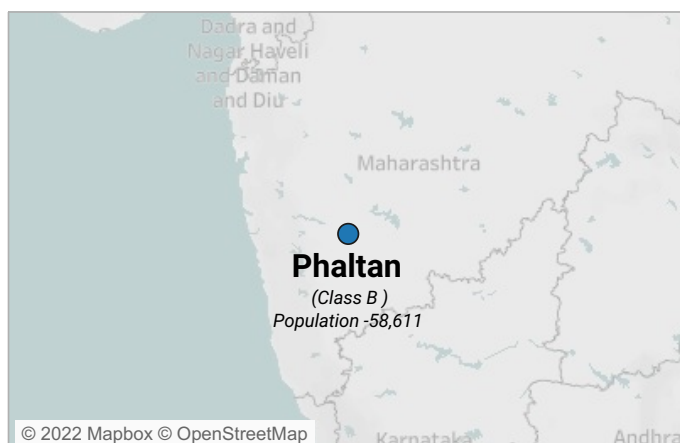 Dadra and
Nagar Haveli
and Daman
and Diu
Maharashtra
Phaltan
(Class B )
Population -58,611
© 2022 Mapbox © OpenStreetMap
Karnataka
Andhra